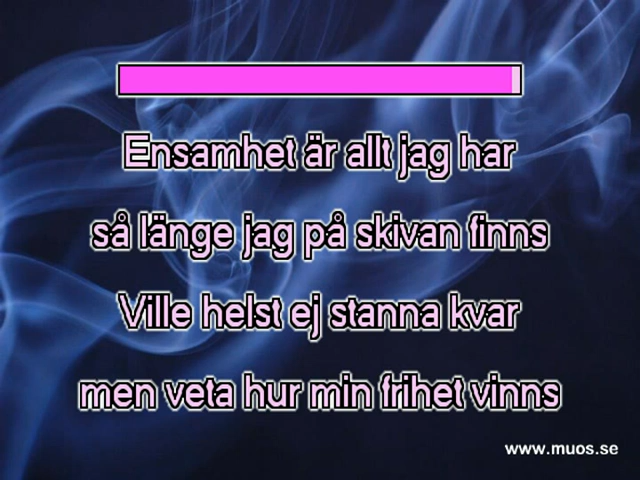 Ensamhet är allt jag har
så länge jag på skivan finns
Ville helst ej stanna kvar
men veta hur min frihet vinns
www.muos.se